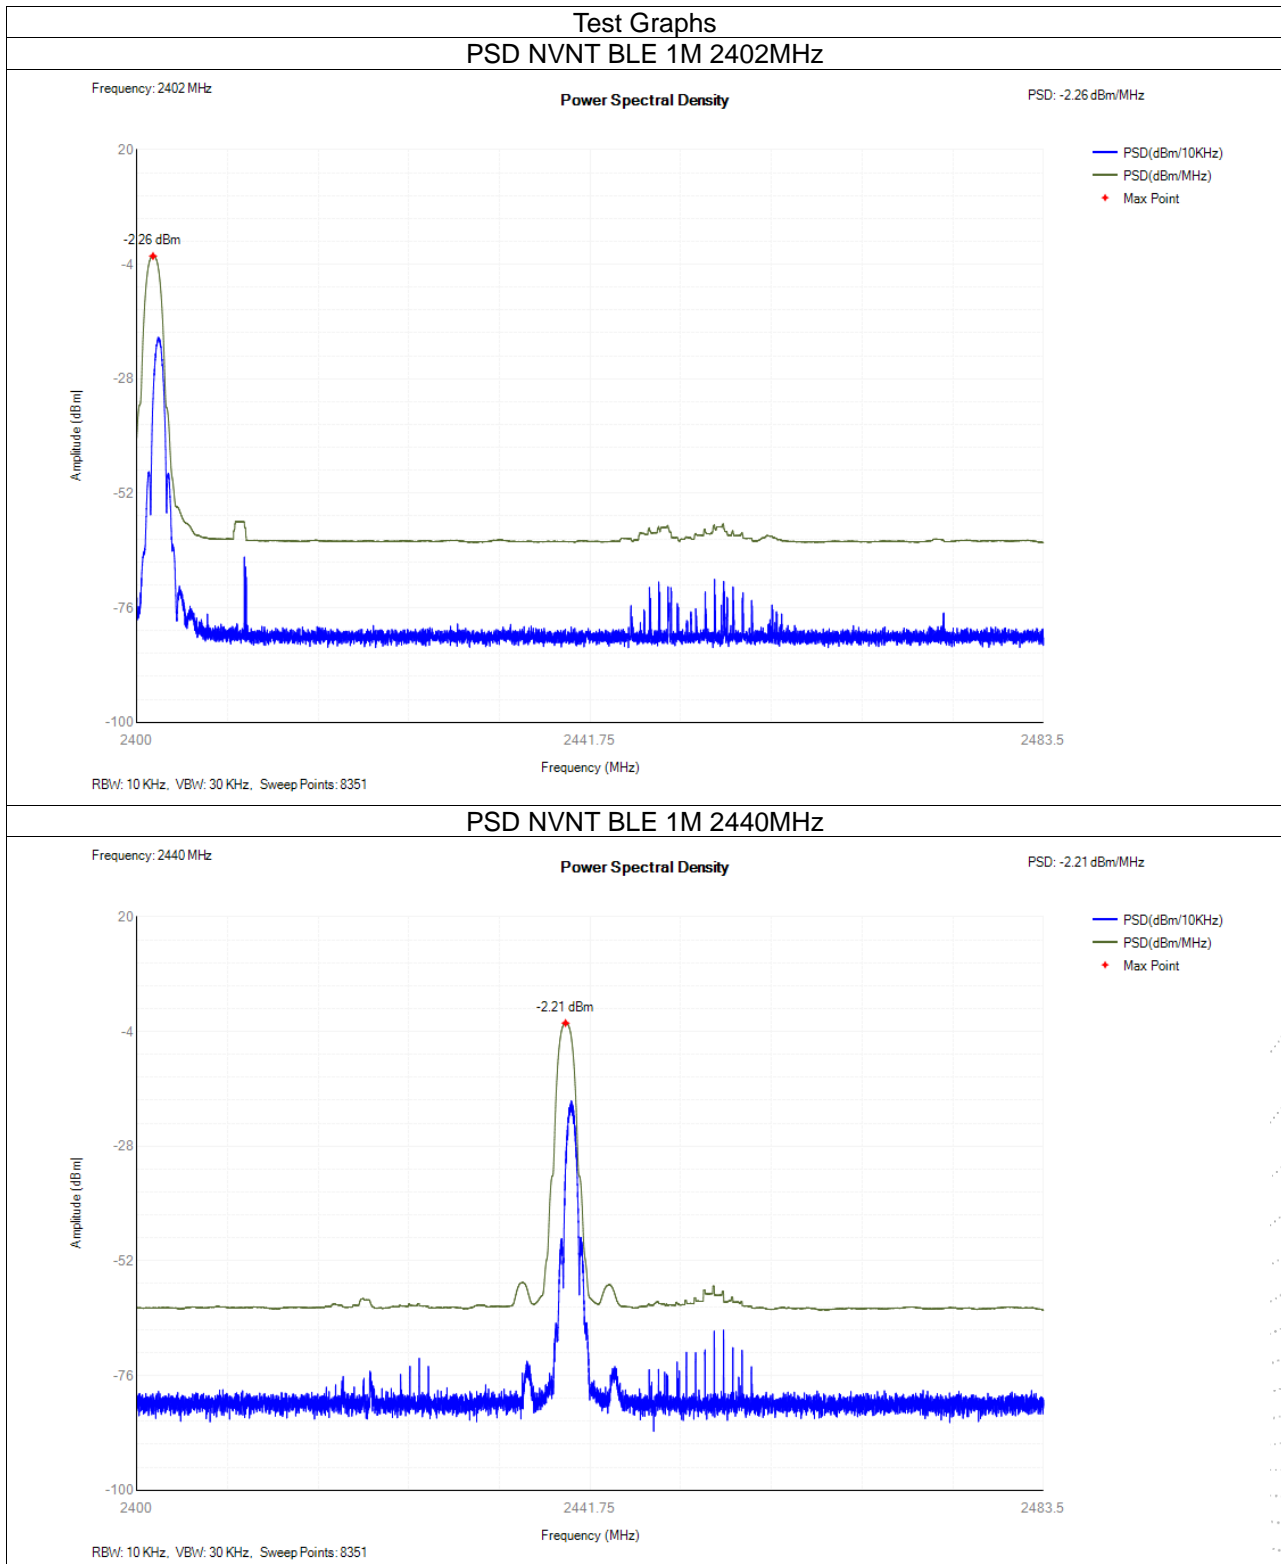 Test Graphs
PSD NVNT BLE 1M 2402MHz
Frequency: 2402 MHz
Power Spectral Density
PSD: -2.26 dBm/MHz
PSD(dBm/10KHz)
PSD(dBm/MHz)
Max Point
-2.26 dBm
20
-4
-28
-52
-76
-100
Amplitude (dBm)
2400
2441.75
2483.5
Frequency (MHz)
RBW: 10 KHz, VBW: 30 KHz, Sweep Points: 8351
PSD NVNT BLE 1M 2440MHz
Frequency: 2440 MHz
Power Spectral Density
PSD: -2.21 dBm/MHz
PSD(dBm/10KHz)
PSD(dBm/MHz)
Max Point
-2.21 dBm
20
-4
-28
-52
-76
-100
Amplitude (dBm)
2400
2441.75
2483.5
Frequency (MHz)
RBW: 10 KHz, VBW: 30 KHz, Sweep Points: 8351